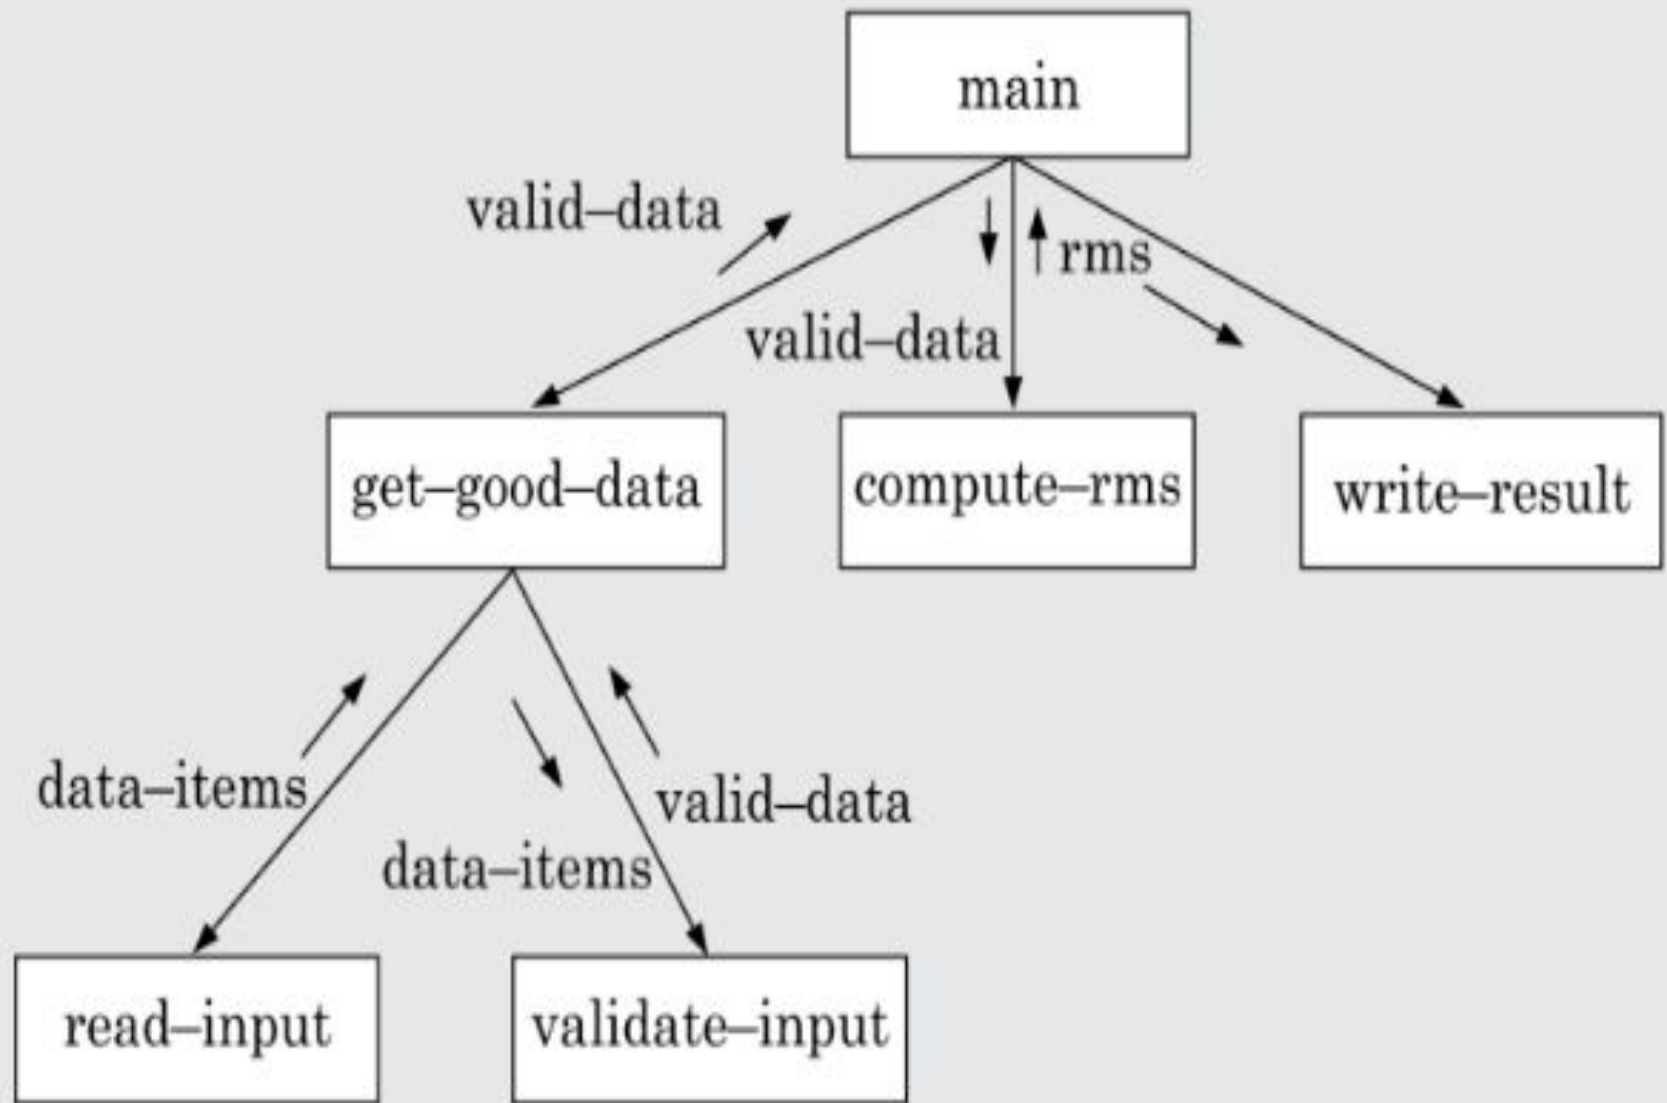 main
valid–data
rms
valid–data
get–good–data
compute–rms
write–result
data–items
valid–data
data–items
read–input
validate–input